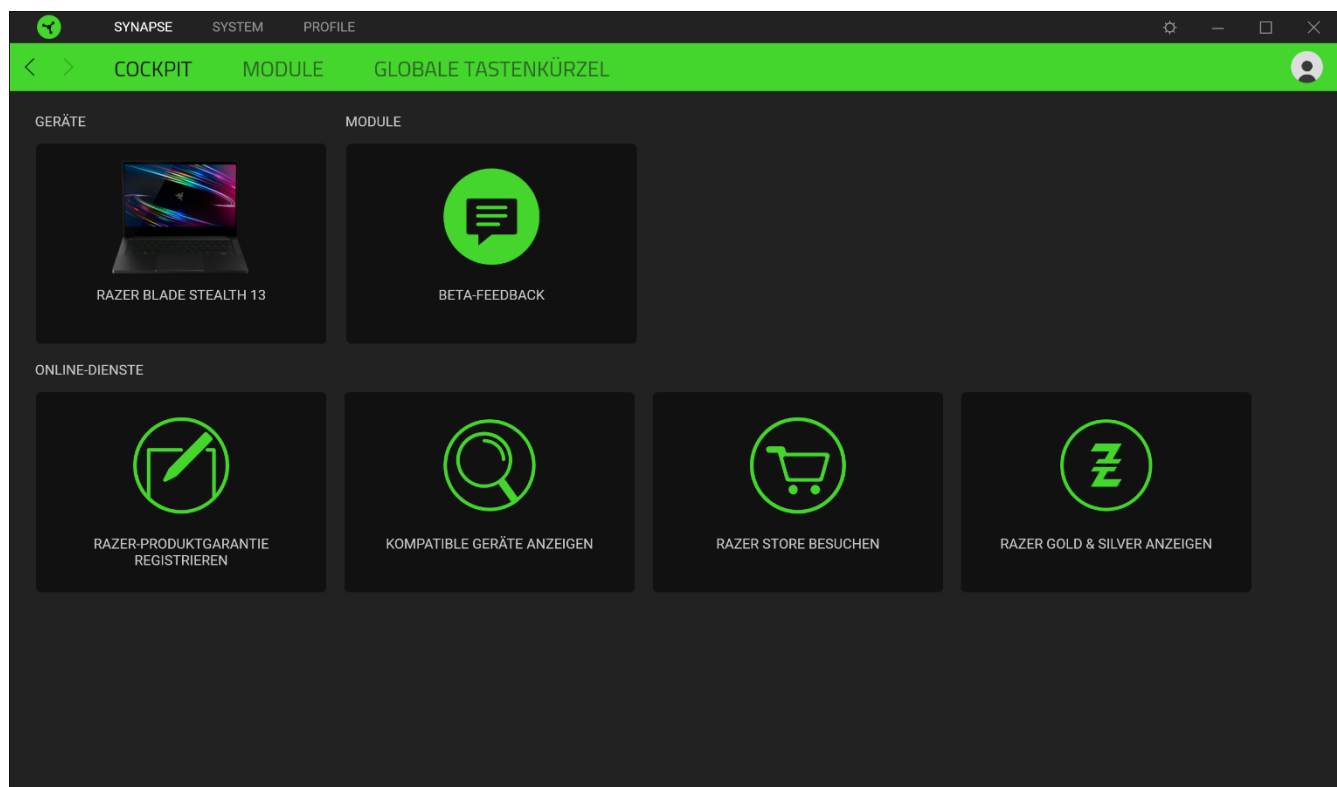 SYNAPSE SYSTEM PROFILE
COCKPIT MODULE GLOBALE TASTENKÜRZEL
GERÄTE
MODULE
RAZER BLADE STEALTH 13
BETA-FEEDBACK
ONLINE-DIENSTE
RAZER-PRODUKTGARANTIE
REGISTRIEREN
KOMPATIBLE GERÄTE ANZEIGEN
RAZER STORE BESUCHEN
RAZER GOLD & SILVER ANZEIGEN